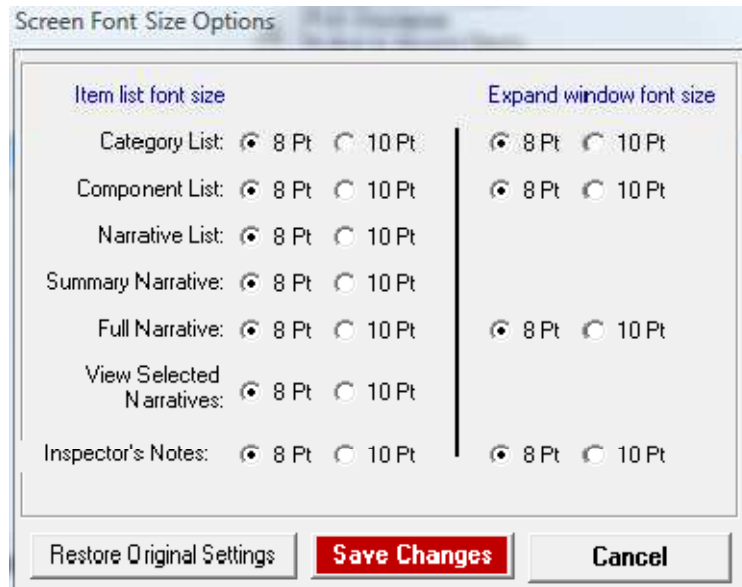 Screen Font Size Options
Item list font size Expand window font size
Category List: 8 Pt 10 Pt 8 Pt 10 Pt
Component List: 8 Pt 10 Pt 8 Pt 10 Pt
Narrative List: 8 Pt 10 Pt
Summary Narrative: 8 Pt 10 Pt
Full Narrative: 8 Pt 10 Pt 8 Pt 10 Pt
View Selected
Narratives: 8 Pt 10 Pt
Inspector's Notes: 8 Pt 10 Pt 8 Pt 10 Pt
Restore Original Settings Save Changes Cancel